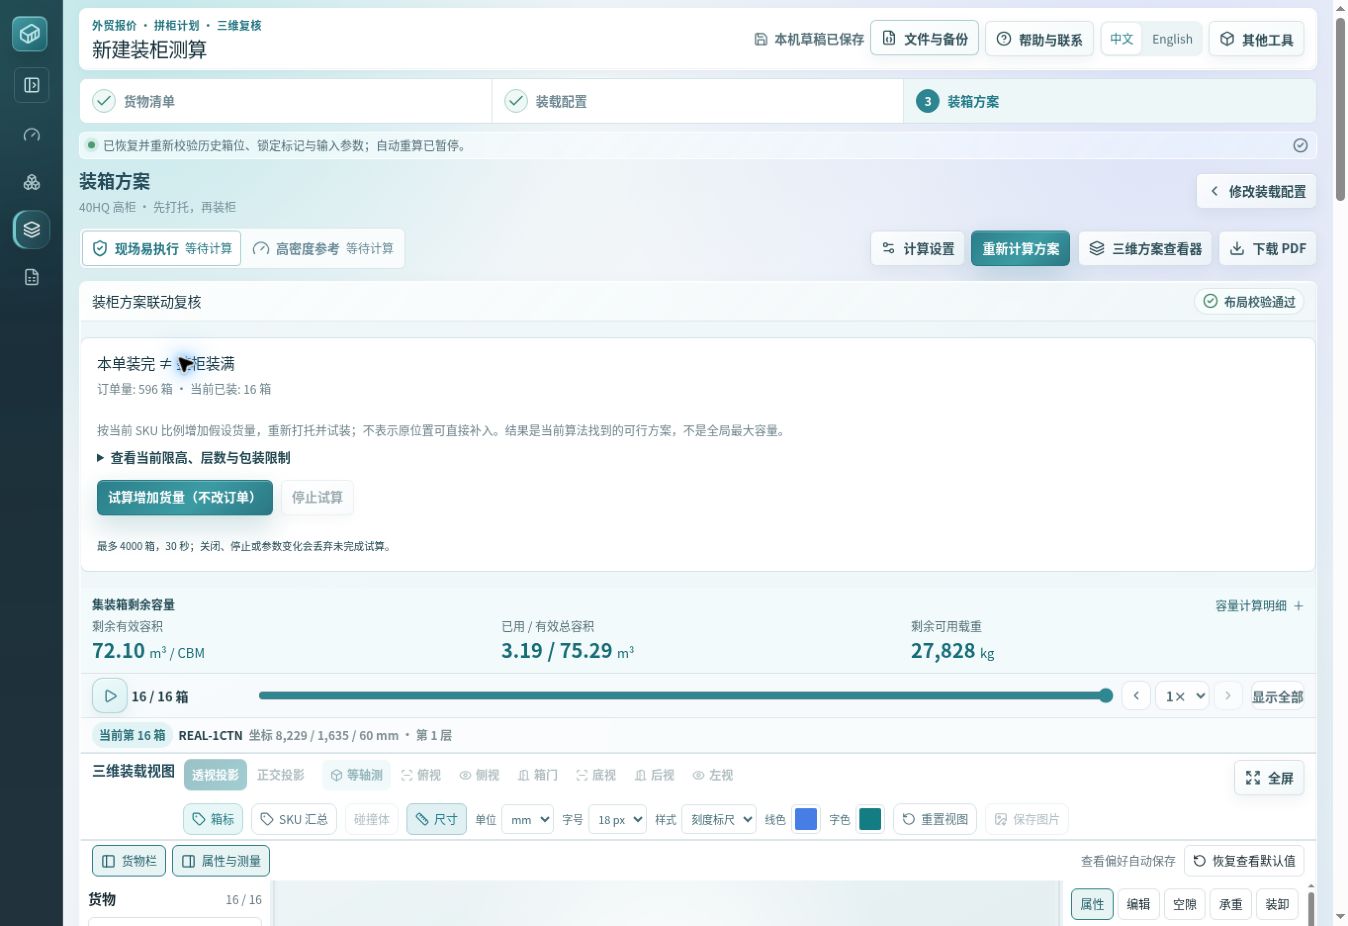 外贸报价 · 拼柜计划 · 三维复核
新建装柜测算
本机草稿已保存
文件与备份
帮助与联系
中文
English
其他工具
货物清单
装载配置
3 装箱方案
已恢复并重新校验历史箱位、锁定标记与输入参数；自动重算已暂停。
装箱方案
40HQ 高柜 · 先打托，再装柜
修改装载配置
现场易执行 等待计算
高密度参考 等待计算
计算设置
重新计算方案
三维方案查看器
下载 PDF
装柜方案联动复核
布局校验通过
本单装完 ≠ 柜装满
订单量: 596 箱 · 当前已装: 16 箱
按当前 SKU 比例增加假设货量，重新打托并试装；不表示原位置可直接补入。结果是当前算法找到的可行方案，不是全局最大容量。
查看当前限高、层数与包装限制
试算增加货量（不改订单）
停止试算
最多 4000 箱，30 秒；关闭、停止或参数变化会丢弃未完成试算。
集装箱剩余容量
容量计算明细 +
剩余有效容积
已用 / 有效总容积
剩余可用载重
72.10 m³ / CBM
3.19 / 75.29 m³
27,828 kg
16 / 16 箱
1×
显示全部
当前第 16 箱 REAL-1CTN 坐标 8,229 / 1,635 / 60 mm · 第 1 层
三维装载视图
透视投影
正交投影
等轴测
俯视
侧视
箱门
底视
后视
左视
全屏
箱标
SKU 汇总
碰撞体
尺寸
单位 mm
字号 18 px
样式 刻度标尺
线色
字色
重置视图
保存图片
货物栏
属性与测量
查看偏好自动保存
恢复查看默认值
货物
16 / 16
属性
编辑
空隙
承重
装卸